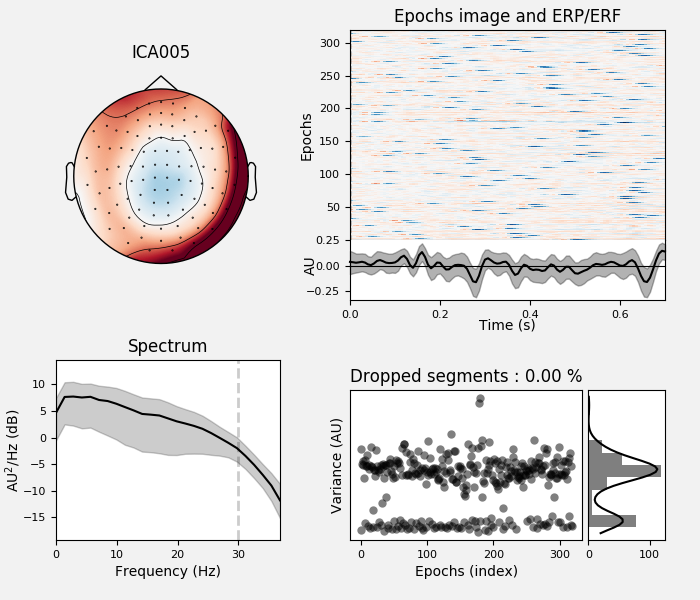 ICA005
Epochs image and ERP/ERF
Epochs
300
250
200
150
100
50
AU
0.25
0.00
−0.25
0.0
0.2
0.4
0.6
Time (s)
Spectrum
AU²/Hz (dB)
10
5
0
−5
−10
−15
0
10
20
30
Frequency (Hz)
Dropped segments : 0.00 %
Variance (AU)
0
100
200
300
Epochs (index)
0
100